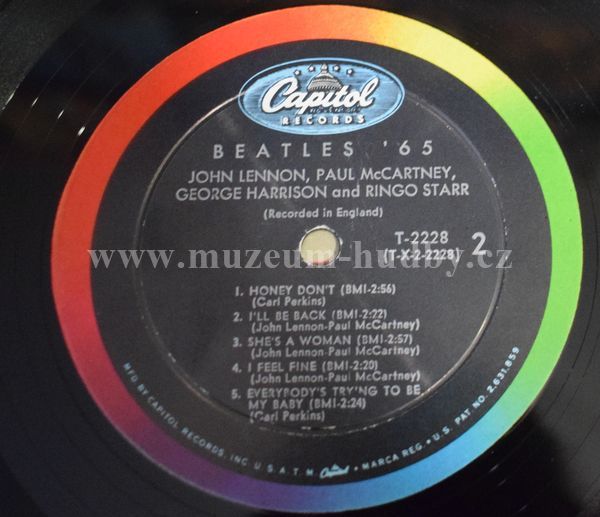 Capitol
RECORDS
BEATLES '65
JOHN LENNON, PAUL McCARTNEY,
GEORGE HARRISON and RINGO STARR
(Recorded in England)
T-2228
(T-X-2-2228)
2
www.muzeum-hudby.cz
1. HONEY DON'T (BMI-2:56)
(Carl Perkins)
2. I'LL BE BACK (BMI-2:22)
(John Lennon-Paul McCartney)
3. SHE'S A WOMAN (BMI-2:57)
(John Lennon-Paul McCartney)
4. I FEEL FINE (BMI-2:20)
(John Lennon-Paul McCartney)
5. EVERYBODY'S TRYING TO BE
MY BABY (BMI-2:24)
(Carl Perkins)
MFD. BY CAPITOL RECORDS, INC. U.S.A. T.M. Capitol • MARCA REG. • U.S. PAT. NO. 2,631,859